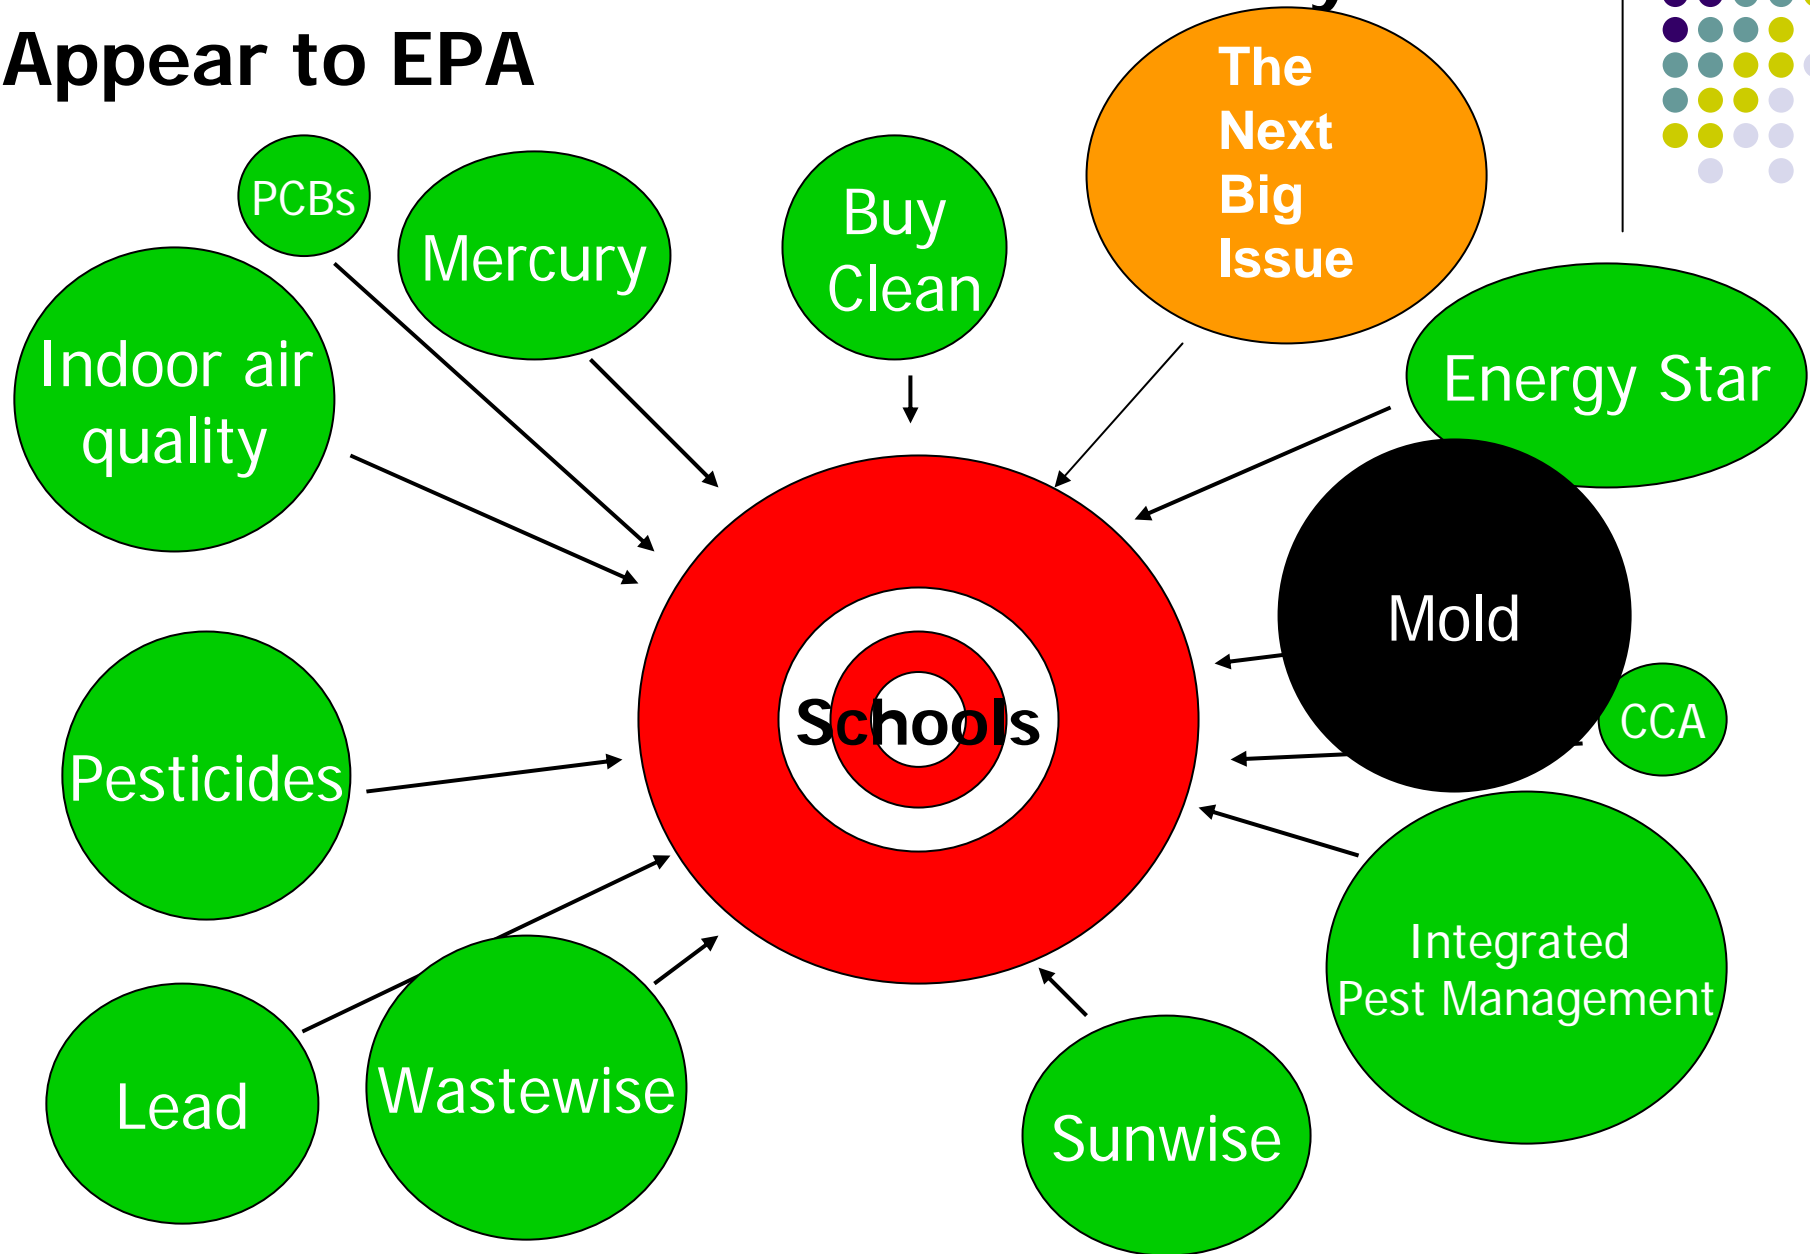 Appear to EPA
The
Next
Big
Issue
PCBs
Mercury
Buy
Clean
Indoor air
quality
Energy Star
Mold
Schools
CCA
Pesticides
Integrated
Pest Management
Lead
Wastewise
Sunwise